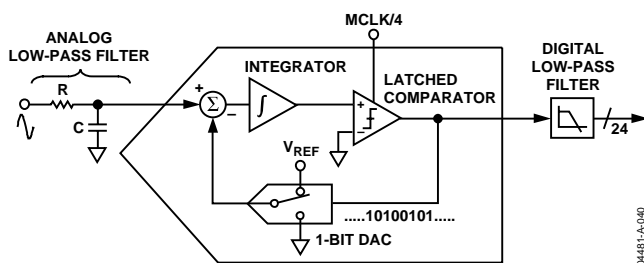 MCLK/4
ANALOG
LOW-PASS FILTER
INTEGRATOR
LATCHED
COMPARATOR
DIGITAL
LOW-PASS
FILTER
R
C
+
Σ
–
∫
+
–
24
VREF
.....10100101.....
1-BIT DAC
04481-A-040